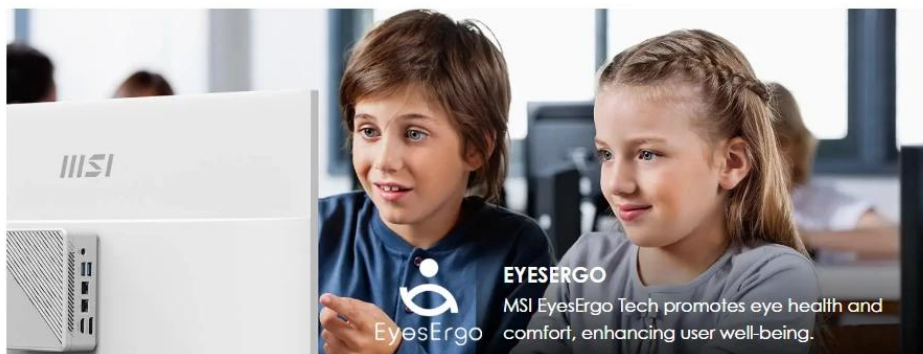 msi
EyesErgo
EYESERGO
MSI EyesErgo Tech promotes eye health and
comfort, enhancing user well-being.